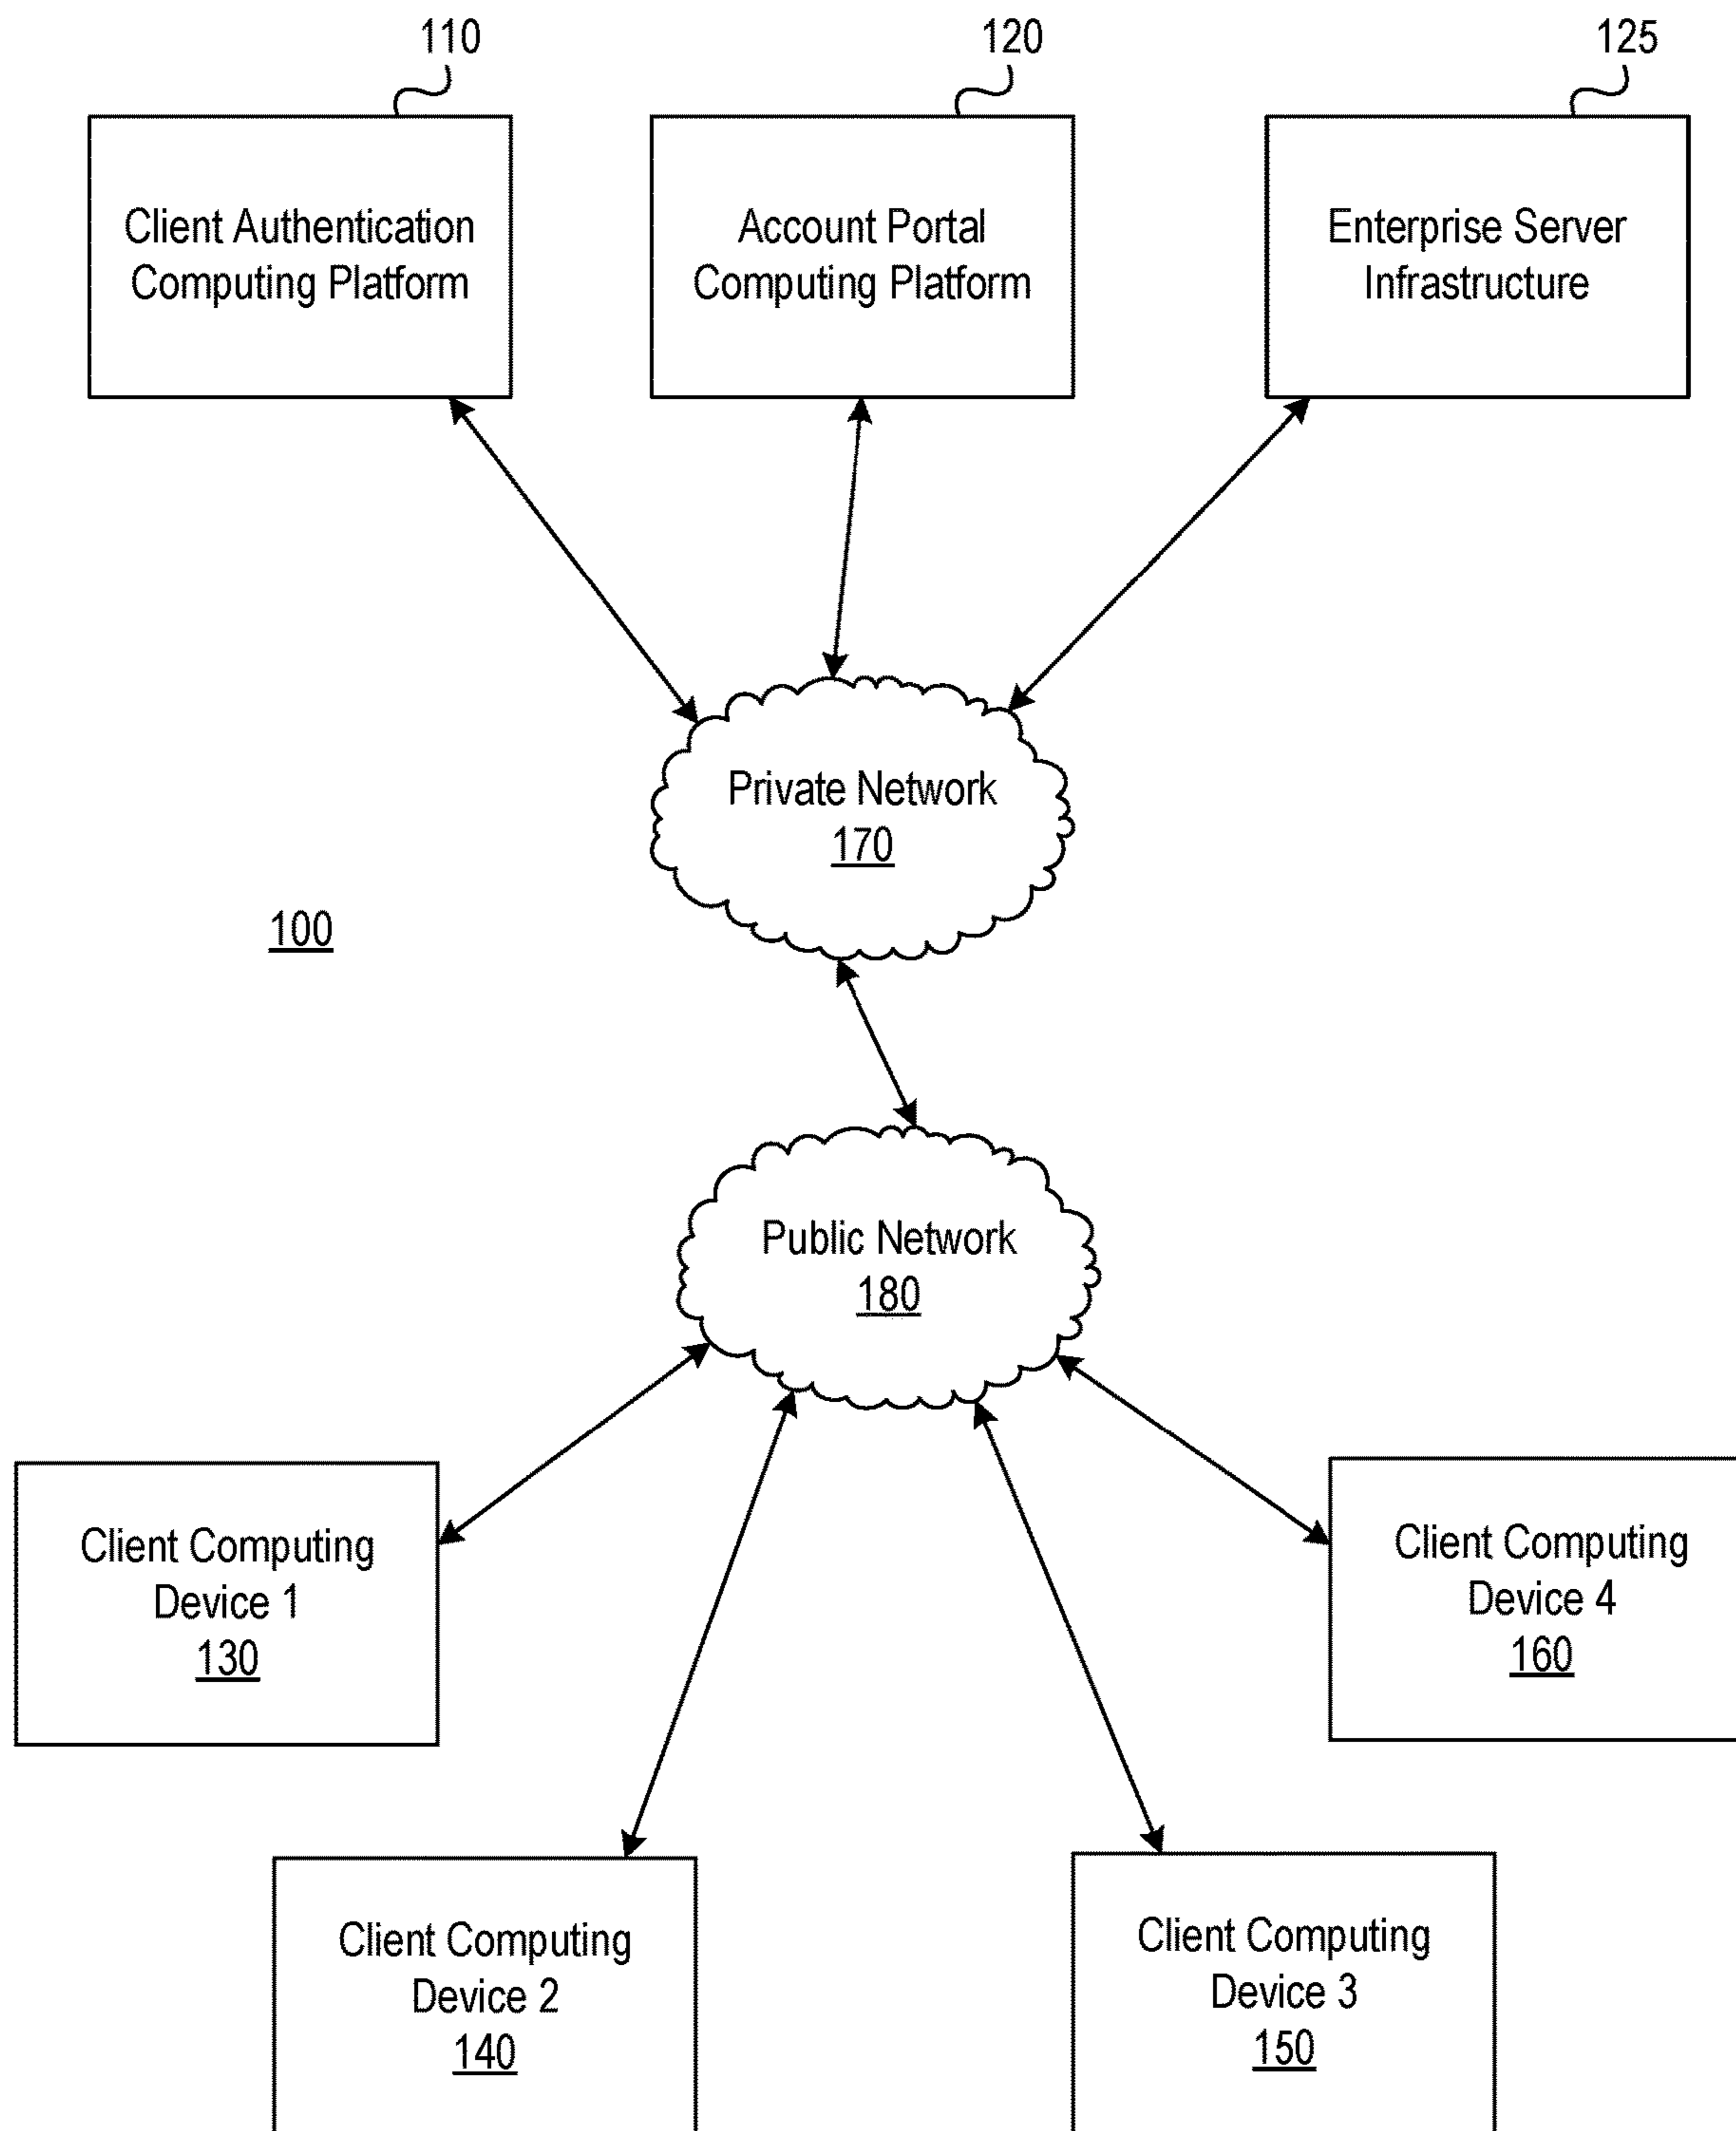 110
120
125
Client Authentication
Computing Platform
Account Portal
Computing Platform
Enterprise Server
Infrastructure
Private Network
170
100
Public Network
180
Client Computing
Device 1
130
Client Computing
Device 4
160
Client Computing
Device 2
140
Client Computing
Device 3
150